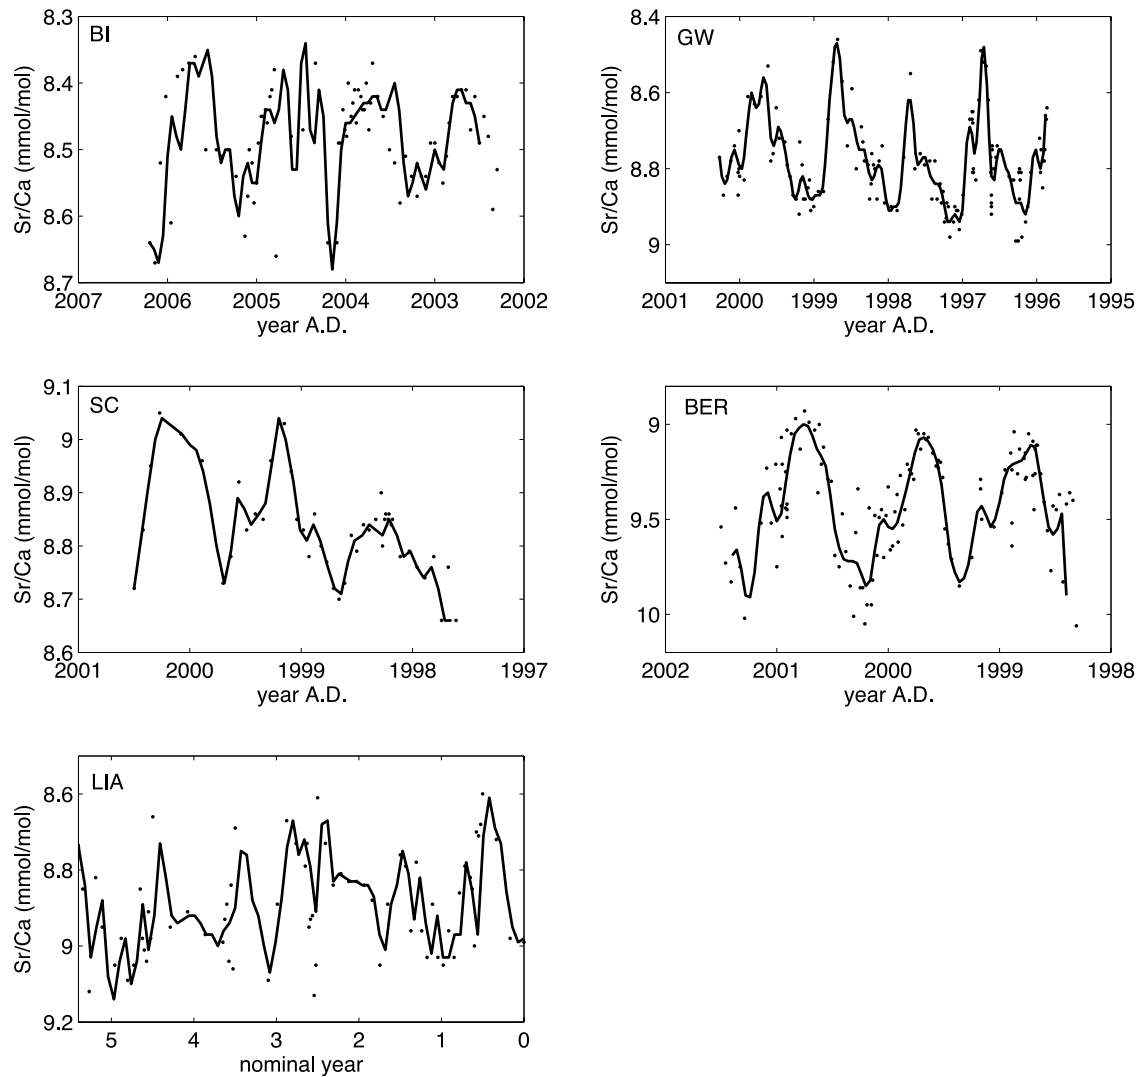 BI
8.3
8.4
8.5
8.6
8.7
Sr/Ca (mmol/mol)
2007 2006 2005 2004 2003 2002
year A.D.
GW
8.4
8.6
8.8
9
Sr/Ca (mmol/mol)
2001 2000 1999 1998 1997 1996 1995
year A.D.
SC
9.1
9
8.9
8.8
8.7
8.6
Sr/Ca (mmol/mol)
2001 2000 1999 1998 1997
year A.D.
BER
9
9.5
10
Sr/Ca (mmol/mol)
2002 2001 2000 1999 1998
year A.D.
LIA
8.6
8.8
9
9.2
Sr/Ca (mmol/mol)
5 4 3 2 1 0
nominal year